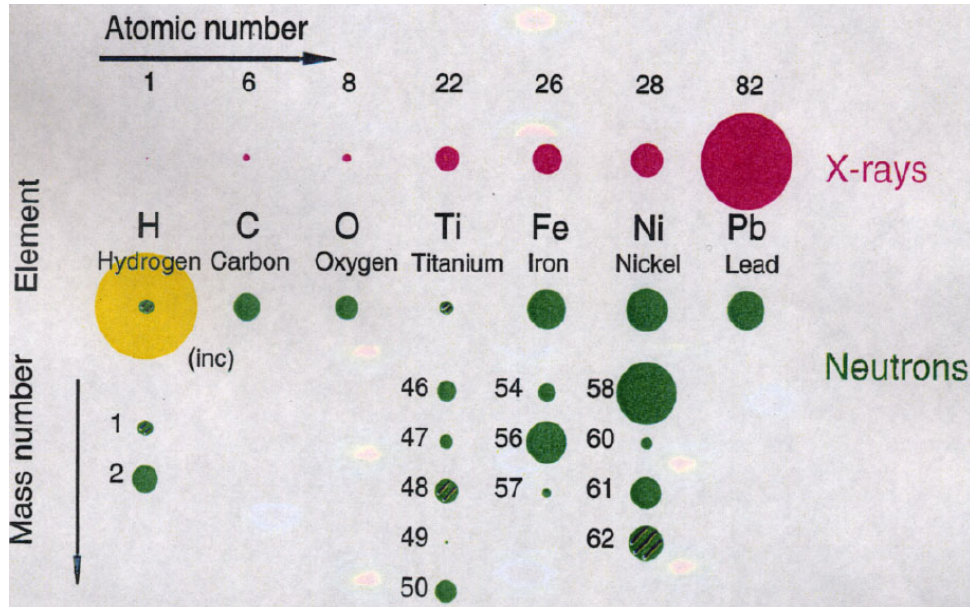 Atomic number
1 6 8 22 26 28 82
X-rays
Element
H C O Ti Fe Ni Pb
Hydrogen Carbon Oxygen Titanium Iron Nickel Lead
(inc)
Neutrons
Mass number
46 54 58
1 47 56 60
2 48 57 61
49 62
50